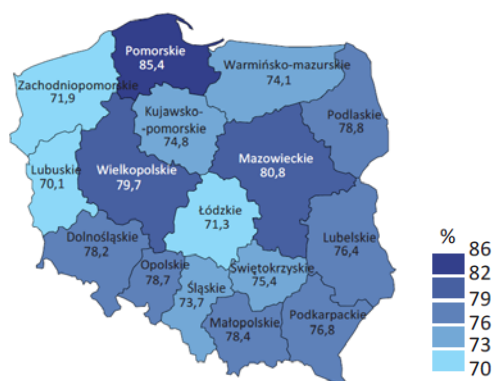 Pomorskie
85,4
Warmińsko-mazurskie
74,1
Zachodniopomorskie
71,9
Kujawsko-
-pomorskie
74,8
Podlaskie
78,8
Lubuskie
70,1
Wielkopolskie
79,7
Mazowieckie
80,8
Łódzkie
71,3
Dolnośląskie
78,2
Opolskie
78,7
Śląskie
73,7
Świętokrzyskie
75,4
Lubelskie
76,4
Małopolskie
78,4
Podkarpackie
76,8
%
86
82
79
76
73
70